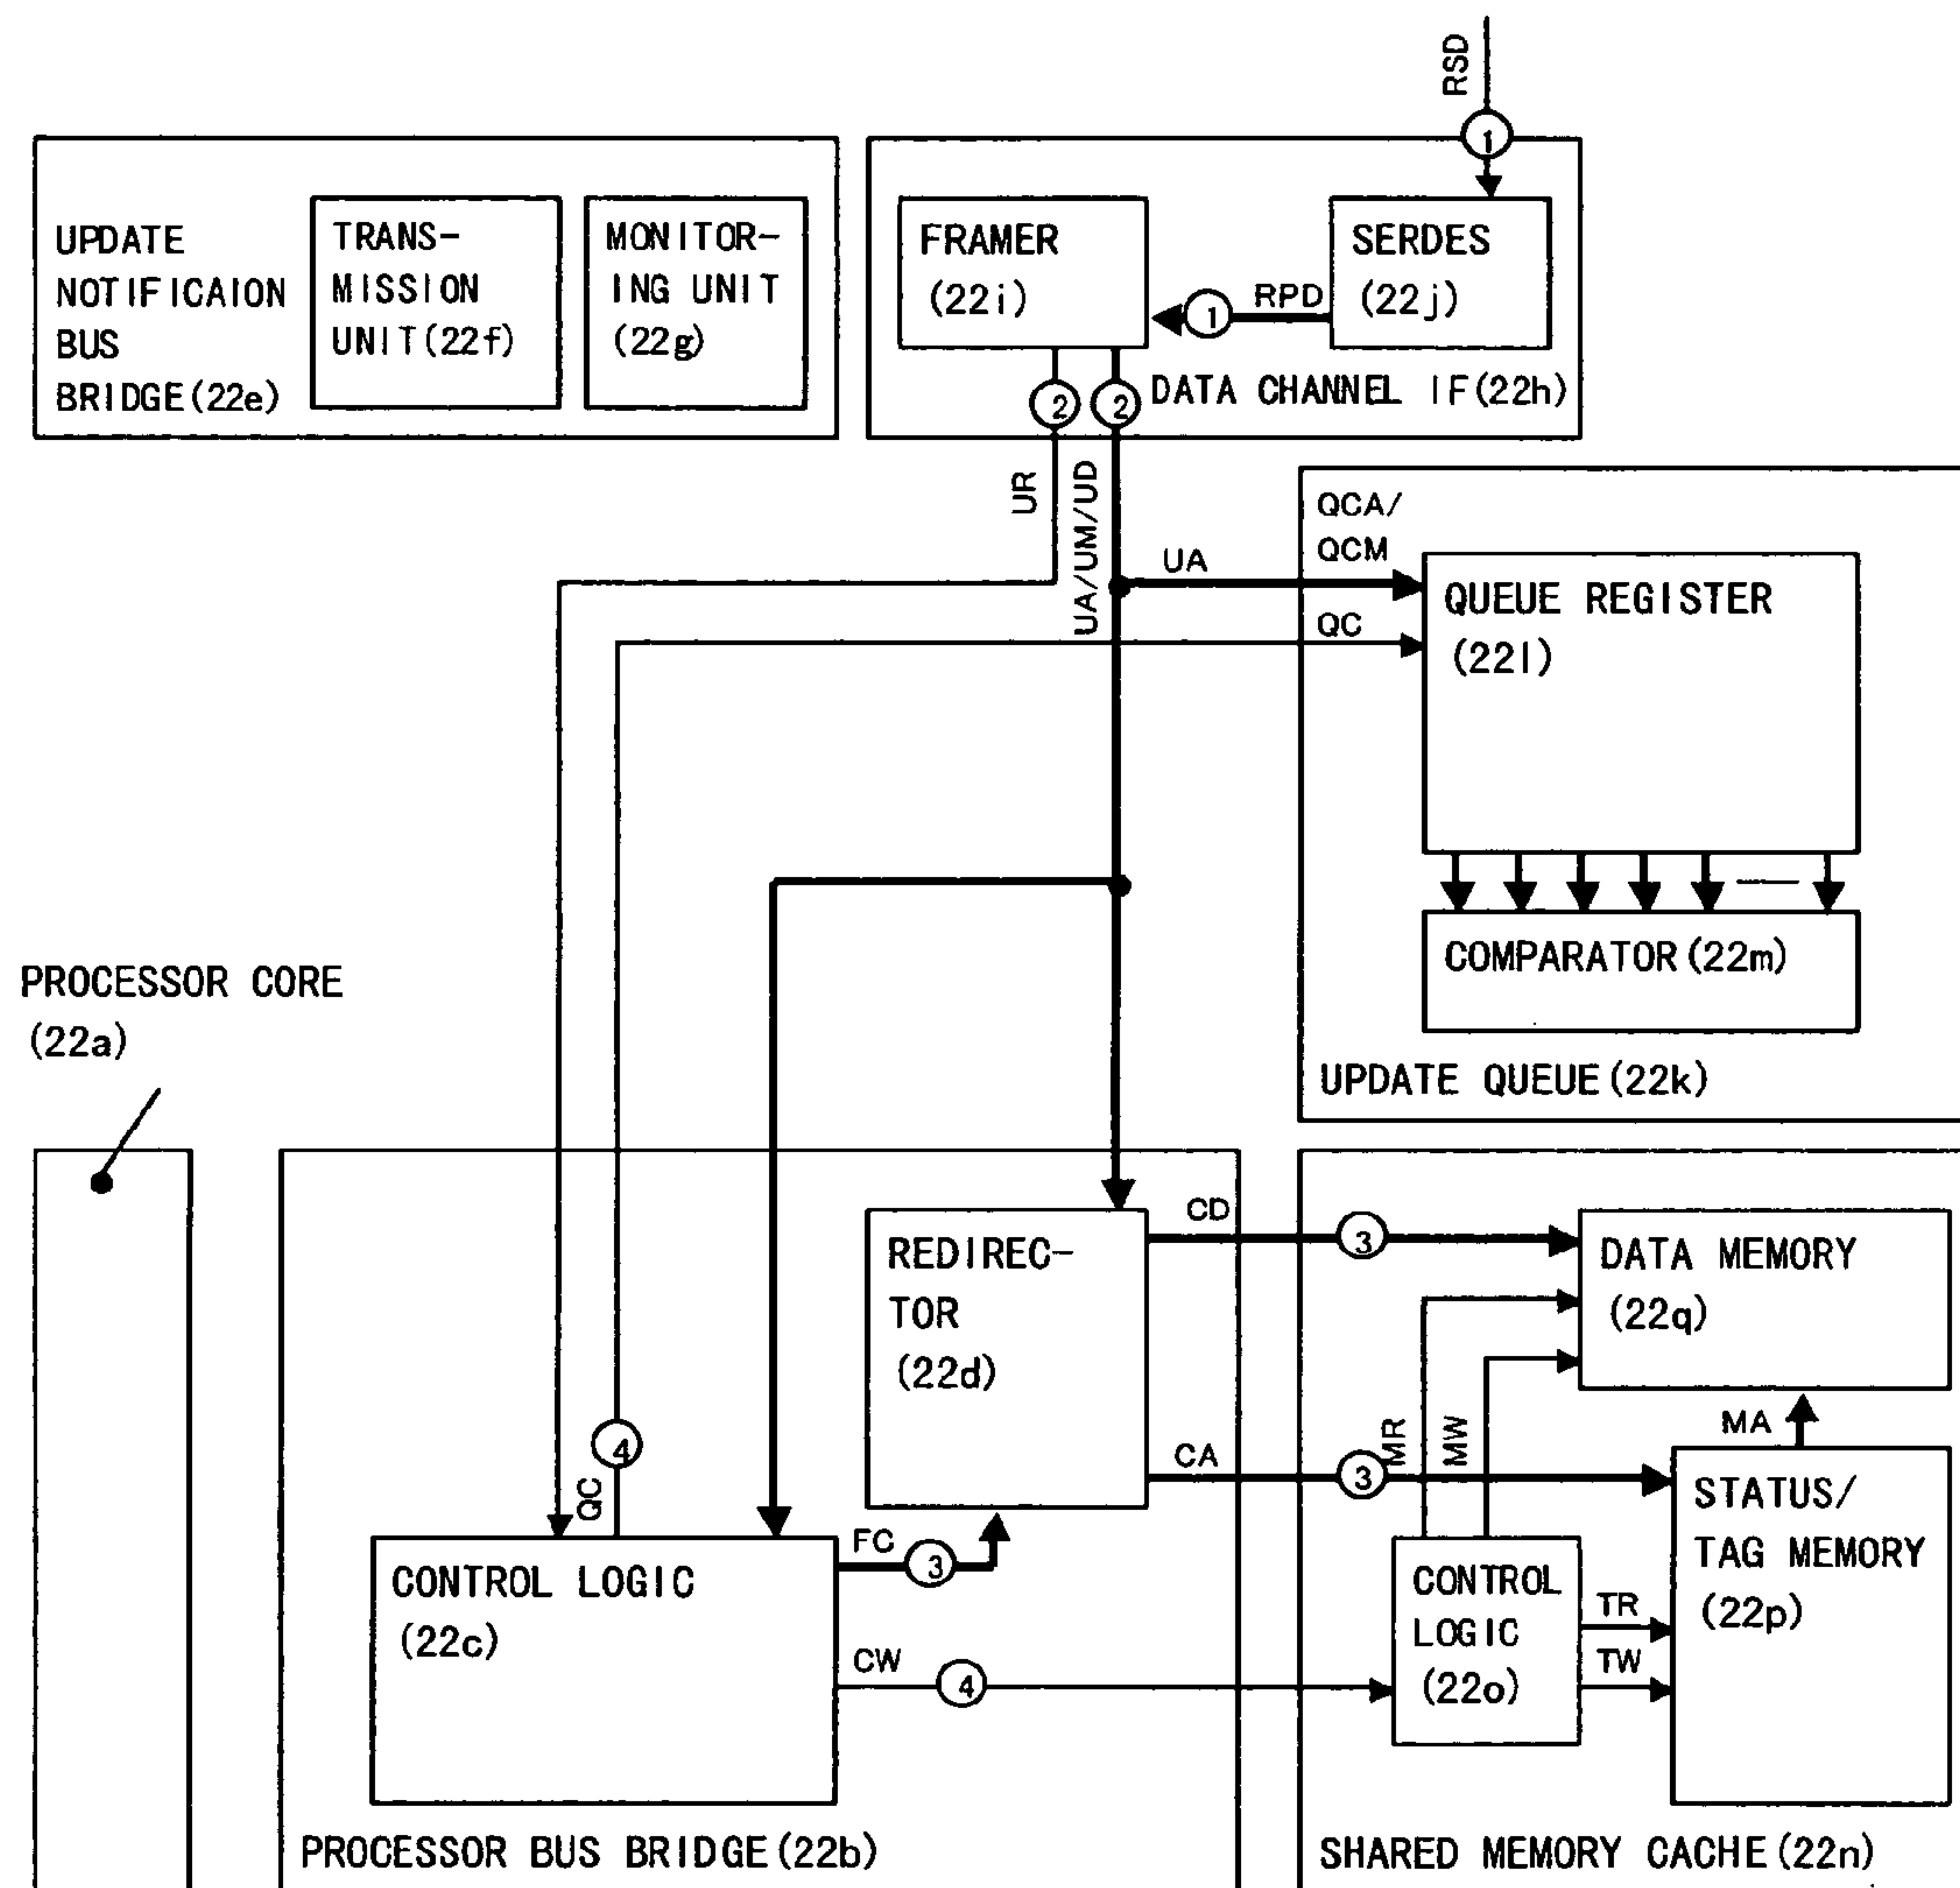 RSD
1
UPDATE
NOTIFICAION
BUS
BRIDGE(22e)
TRANS-
MISSION
UNIT(22f)
MONITOR-
ING UNIT
(22g)
FRAMER
(22i)
SERDES
(22j)
RPD
1
2
2
DATA CHANNEL IF(22h)
UR
UA/UM/UD
UA
QCA/
QCM
QC
QUEUE REGISTER
(22l)
COMPARATOR(22m)
UPDATE QUEUE(22k)
PROCESSOR CORE
(22a)
REDIREC-
TOR
(22d)
CD
3
DATA MEMORY
(22q)
MR
MW
MA
CA
3
STATUS/
TAG MEMORY
(22p)
4
QC
FC
3
CONTROL LOGIC
(22c)
CONTROL
LOGIC
(22o)
TR
TW
CW
4
PROCESSOR BUS BRIDGE(22b)
SHARED MEMORY CACHE(22n)